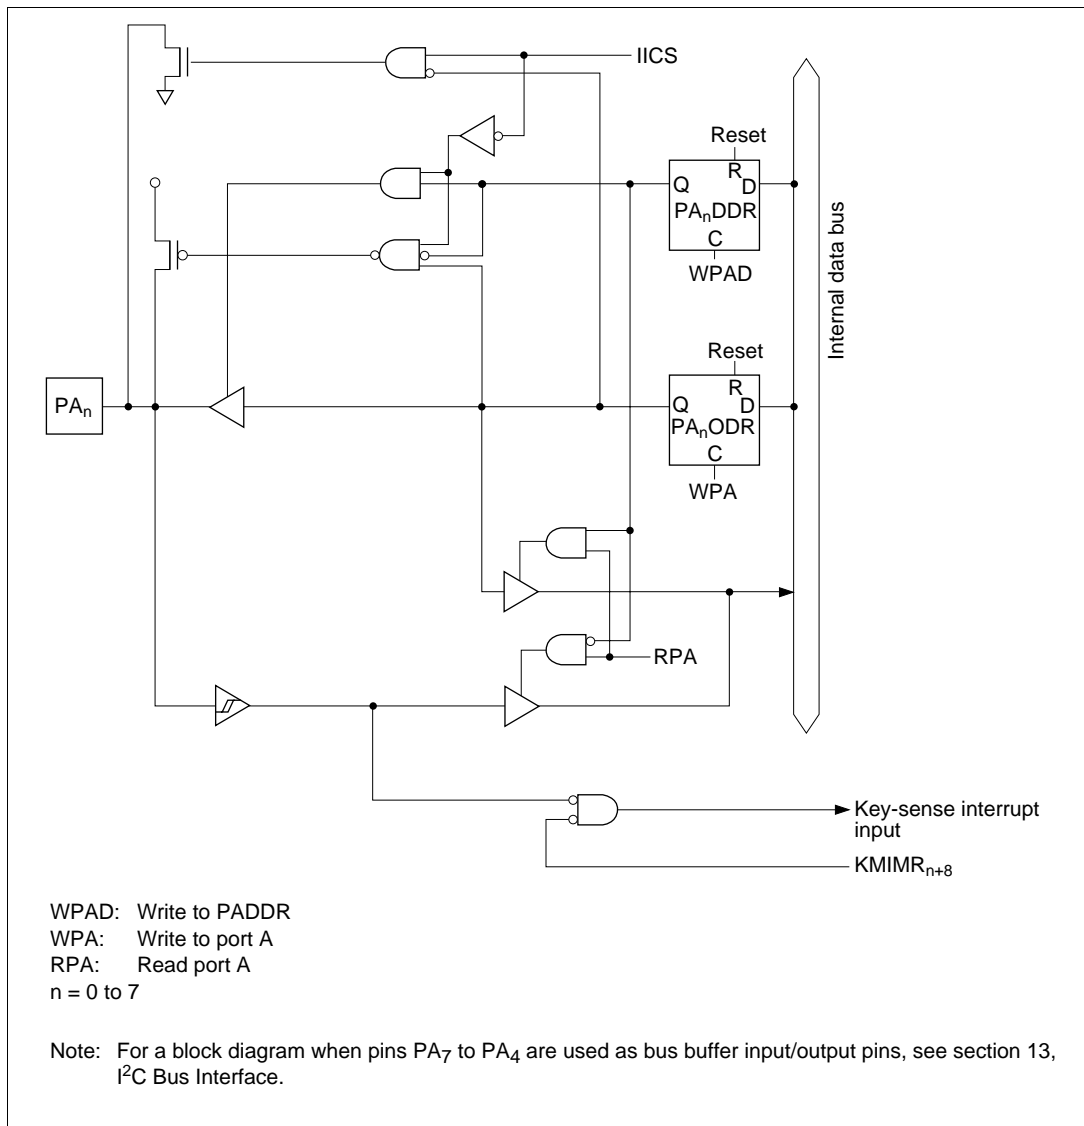 IICS
Reset
R
Q D
PAnDDR
C
WPAD
Internal data bus
Reset
R
PAn
Q D
PAnODR
C
WPA
RPA
Key-sense interrupt
input
KMIMRn+8
WPAD: Write to PADDR
WPA: Write to port A
RPA: Read port A
n = 0 to 7
Note: For a block diagram when pins PA7 to PA4 are used as bus buffer input/output pins, see section 13,
I2C Bus Interface.